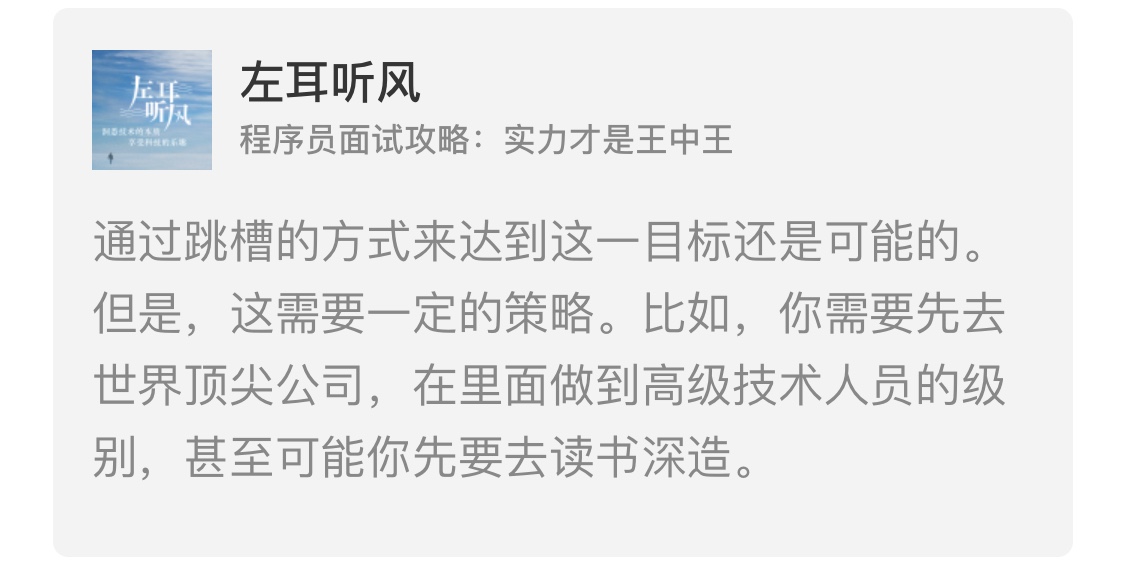 左耳
听风
洞悉技术的本质
享受科技的乐趣
左耳听风
程序员面试攻略：实力才是王中王
通过跳槽的方式来达到这一目标还是可能的。
但是，这需要一定的策略。比如，你需要先去
世界顶尖公司，在里面做到高级技术人员的级
别，甚至可能你先要去读书深造。